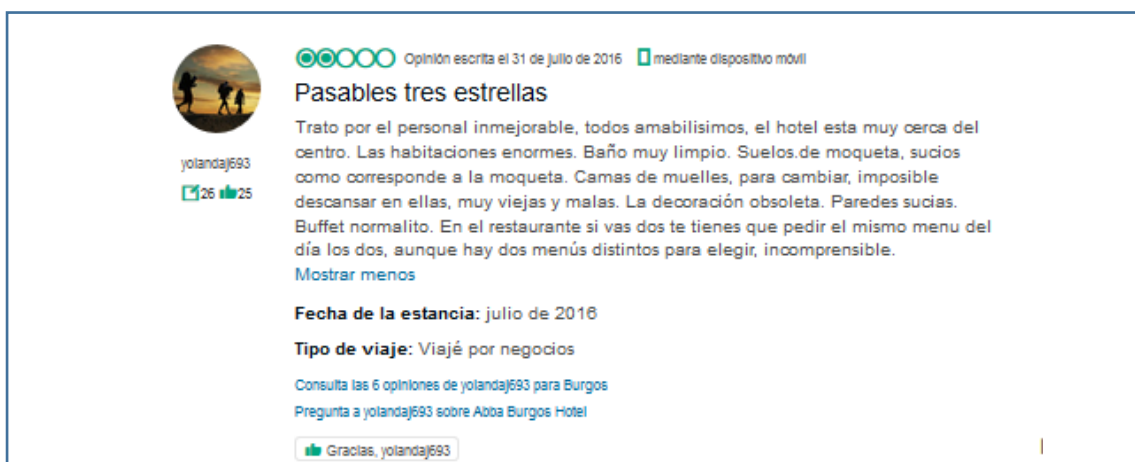 Opinión escrita el 31 de julio de 2016 mediante dispositivo móvil
Pasables tres estrellas
Trato por el personal inmejorable, todos amabilisimos, el hotel esta muy cerca del
centro. Las habitaciones enormes. Baño muy limpio. Suelos.de moqueta, sucios
como corresponde a la moqueta. Camas de muelles, para cambiar, imposible
descansar en ellas, muy viejas y malas. La decoración obsoleta. Paredes sucias.
Buffet normalito. En el restaurante si vas dos te tienes que pedir el mismo menu del
día los dos, aunque hay dos menús distintos para elegir, incomprensible.
Mostrar menos
yolandaj693
26 25
Fecha de la estancia: julio de 2016
Tipo de viaje: Viajé por negocios
Consulta las 6 opiniones de yolandaj693 para Burgos
Pregunta a yolandaj693 sobre Abba Burgos Hotel
Gracias, yolandaj693